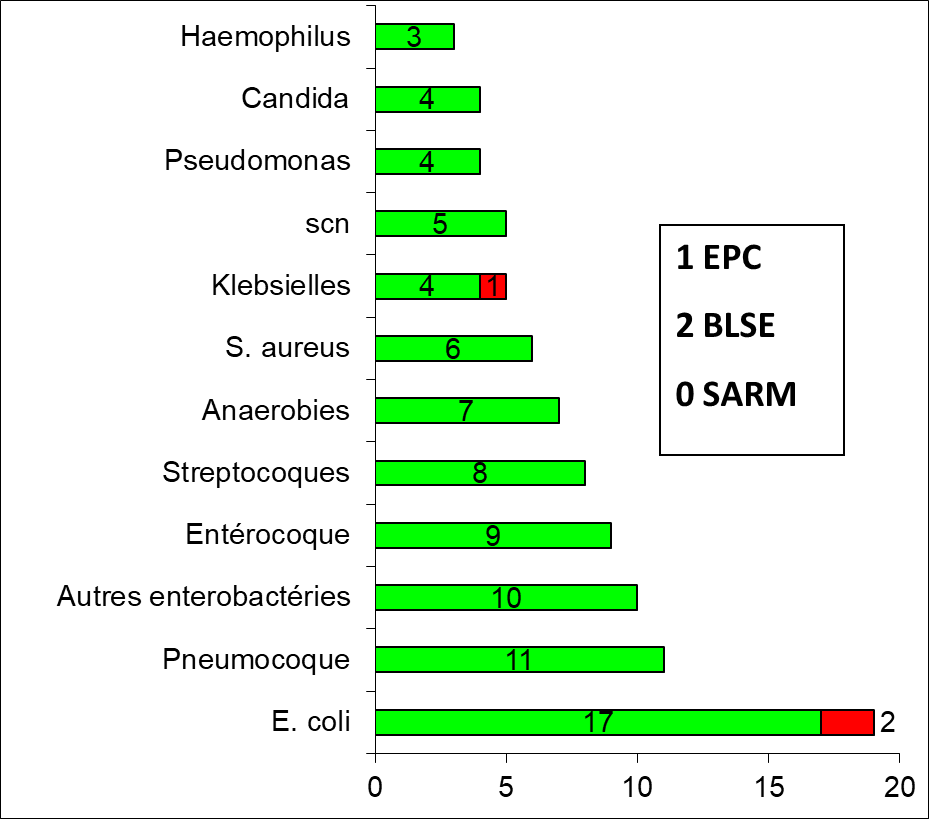 Haemophilus 3
Candida 4
Pseudomonas 4
scn 5
Klebsielles 4 1
S. aureus 6
Anaerobies 7
Streptocoques 8
Entérocoque 9
Autres enterobactéries 10
Pneumocoque 11
E. coli 17 2
0 5 10 15 20
1 EPC
2 BLSE
0 SARM